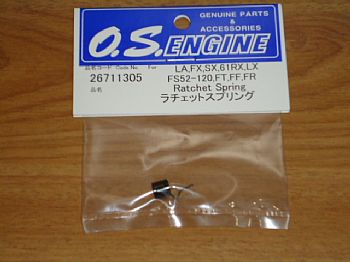 GENUINE PARTS
&
ACCESSORIES
O.S.ENGINE
品名コード Code No. For
LA,FX,SX,61RX,LX
26711305
FS52-120,FT,FF,FR
品名
Ratchet Spring
ラチェットスプリング